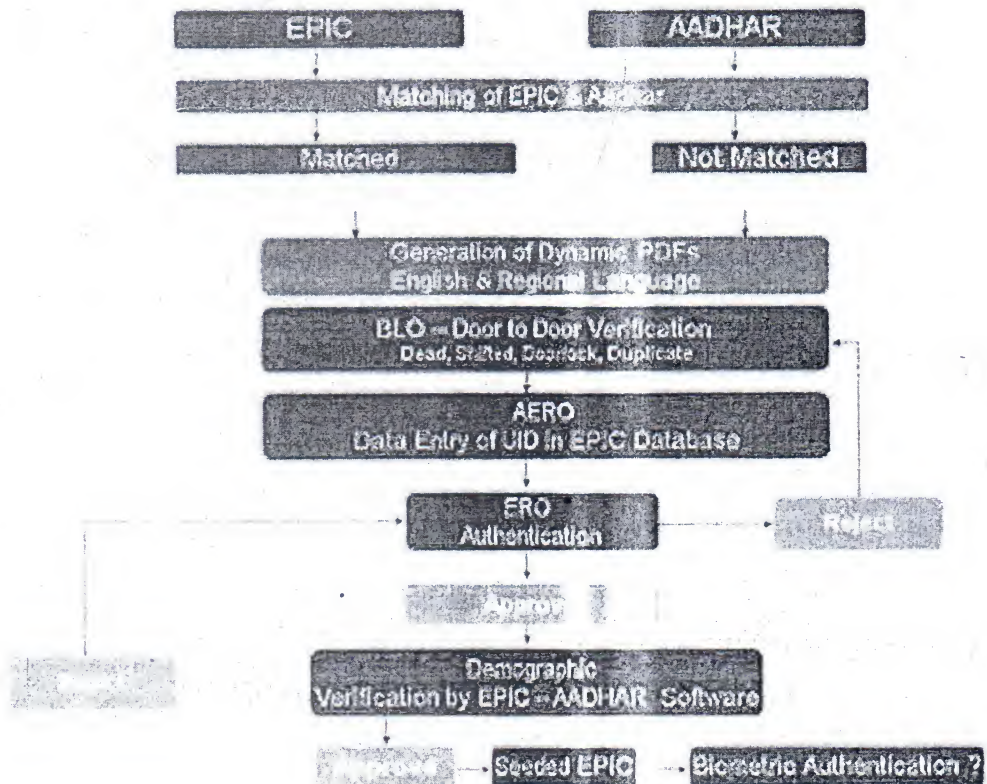 EPIC
AADHAR
Matching of EPIC & Aadhar
Matched
Not Matched
Generation of Dynamic PDFs
English & Regional Language
BLO - Door to Door Verification
Dead, Shifted, Doorlock, Duplicate
AERO
Data Entry of UID in EPIC Database
ERO
Authentication
Reject
Approve
Demographic
Verification by EPIC - AADHAR Software
Approved
Seeded EPIC
Biometric Authentication ?